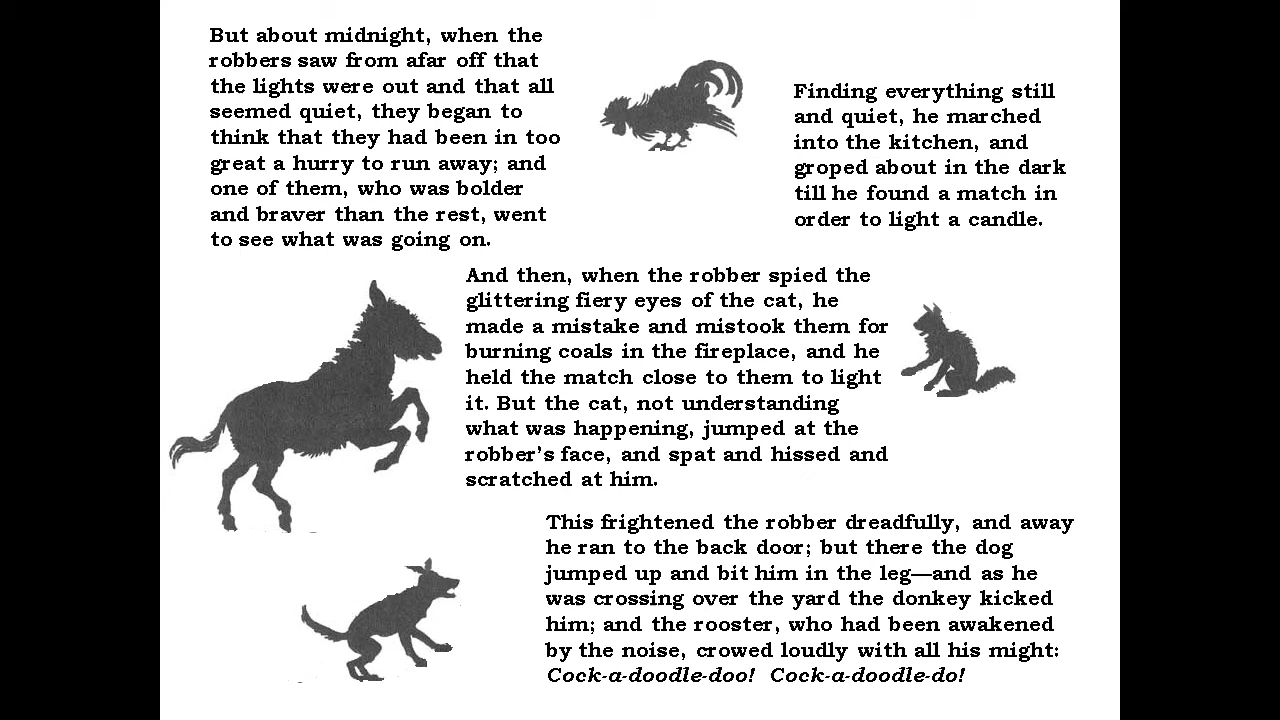 But about midnight, when the
robbers saw from afar off that
the lights were out and that all
seemed quiet, they began to
think that they had been in too
great a hurry to run away; and
one of them, who was bolder
and braver than the rest, went
to see what was going on.
Finding everything still
and quiet, he marched
into the kitchen, and
groped about in the dark
till he found a match in
order to light a candle.
And then, when the robber spied the
glittering fiery eyes of the cat, he
made a mistake and mistook them for
burning coals in the fireplace, and he
held the match close to them to light
it. But the cat, not understanding
what was happening, jumped at the
robber's face, and spat and hissed and
scratched at him.
This frightened the robber dreadfully, and away
he ran to the back door; but there the dog
jumped up and bit him in the leg—and as he
was crossing over the yard the donkey kicked
him; and the rooster, who had been awakened
by the noise, crowed loudly with all his might:
Cock-a-doodle-doo! Cock-a-doodle-do!